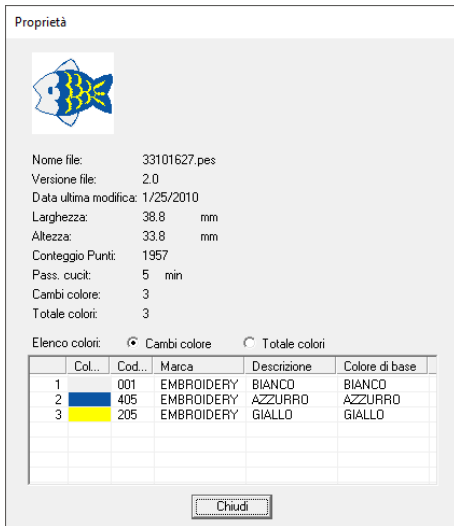 Proprietà
Nome file: 33101627.pes
Versione file: 2.0
Data ultima modifica: 1/25/2010
Larghezza: 38.8 mm
Altezza: 33.8 mm
Conteggio Punti: 1957
Pass. cucit: 5 min
Cambi colore: 3
Totale colori: 3
Elenco colori: Cambi colore Totale colori
Col... Cod... Marca Descrizione Colore di base
1 001 EMBROIDERY BIANCO BIANCO
2 405 EMBROIDERY AZZURRO AZZURRO
3 205 EMBROIDERY GIALLO GIALLO
Chiudi